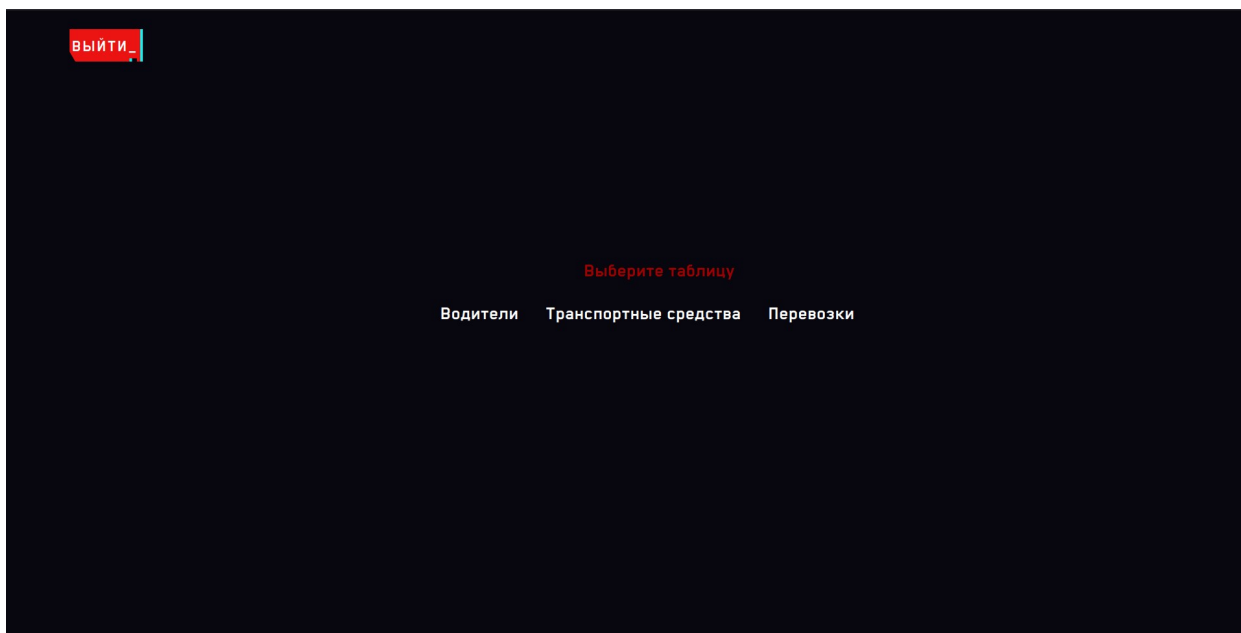 ВЫЙТИ_
Выберите таблицу
Водители Транспортные средства Перевозки